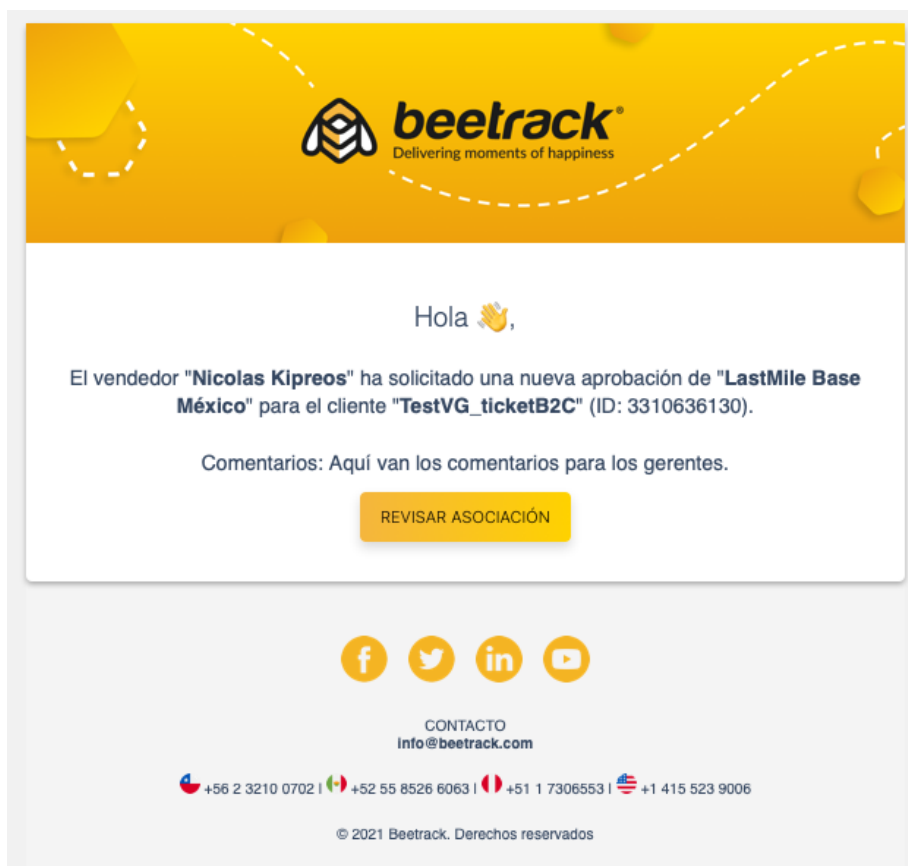 beetrack®
Delivering moments of happiness
Hola 👋,
El vendedor "Nicolas Kipreos" ha solicitado una nueva aprobación de "LastMile Base
México" para el cliente "TestVG_ticketB2C" (ID: 3310636130).
Comentarios: Aquí van los comentarios para los gerentes.
REVISAR ASOCIACIÓN
CONTACTO
info@beetrack.com
+56 2 3210 0702 | +52 55 8526 6063 | +51 1 7306553 | +1 415 523 9006
© 2021 Beetrack. Derechos reservados